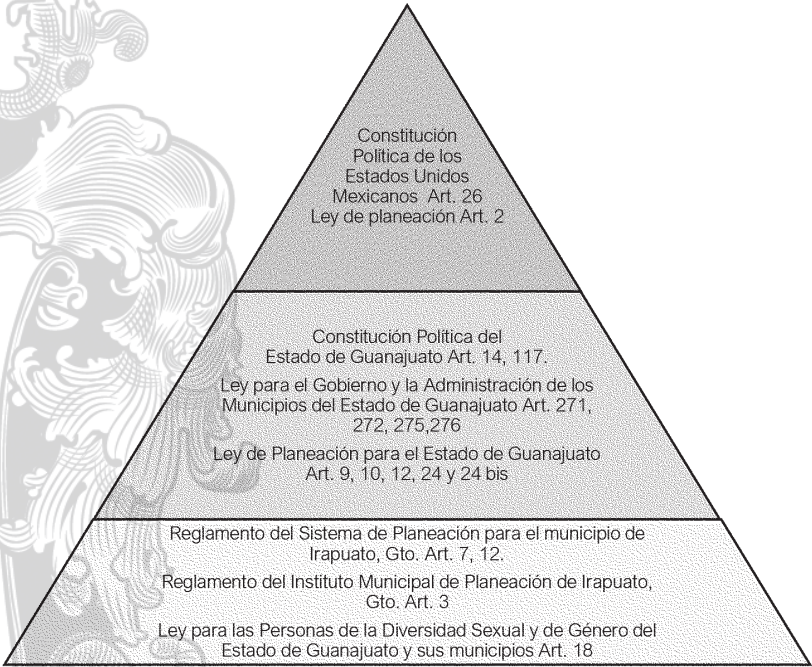 Constitución
Política de los
Estados Unidos
Mexicanos Art. 26
Ley de planeación Art. 2
Constitución Política del
Estado de Guanajuato Art. 14, 117.
Ley para el Gobierno y la Administración de los
Municipios del Estado de Guanajuato Art. 271,
272, 275,276
Ley de Planeación para el Estado de Guanajuato
Art. 9, 10, 12, 24 y 24 bis
Reglamento del Sistema de Planeación para el municipio de
Irapuato, Gto. Art. 7, 12.
Reglamento del Instituto Municipal de Planeación de Irapuato,
Gto. Art. 3
Ley para las Personas de la Diversidad Sexual y de Género del
Estado de Guanajuato y sus municipios Art. 18